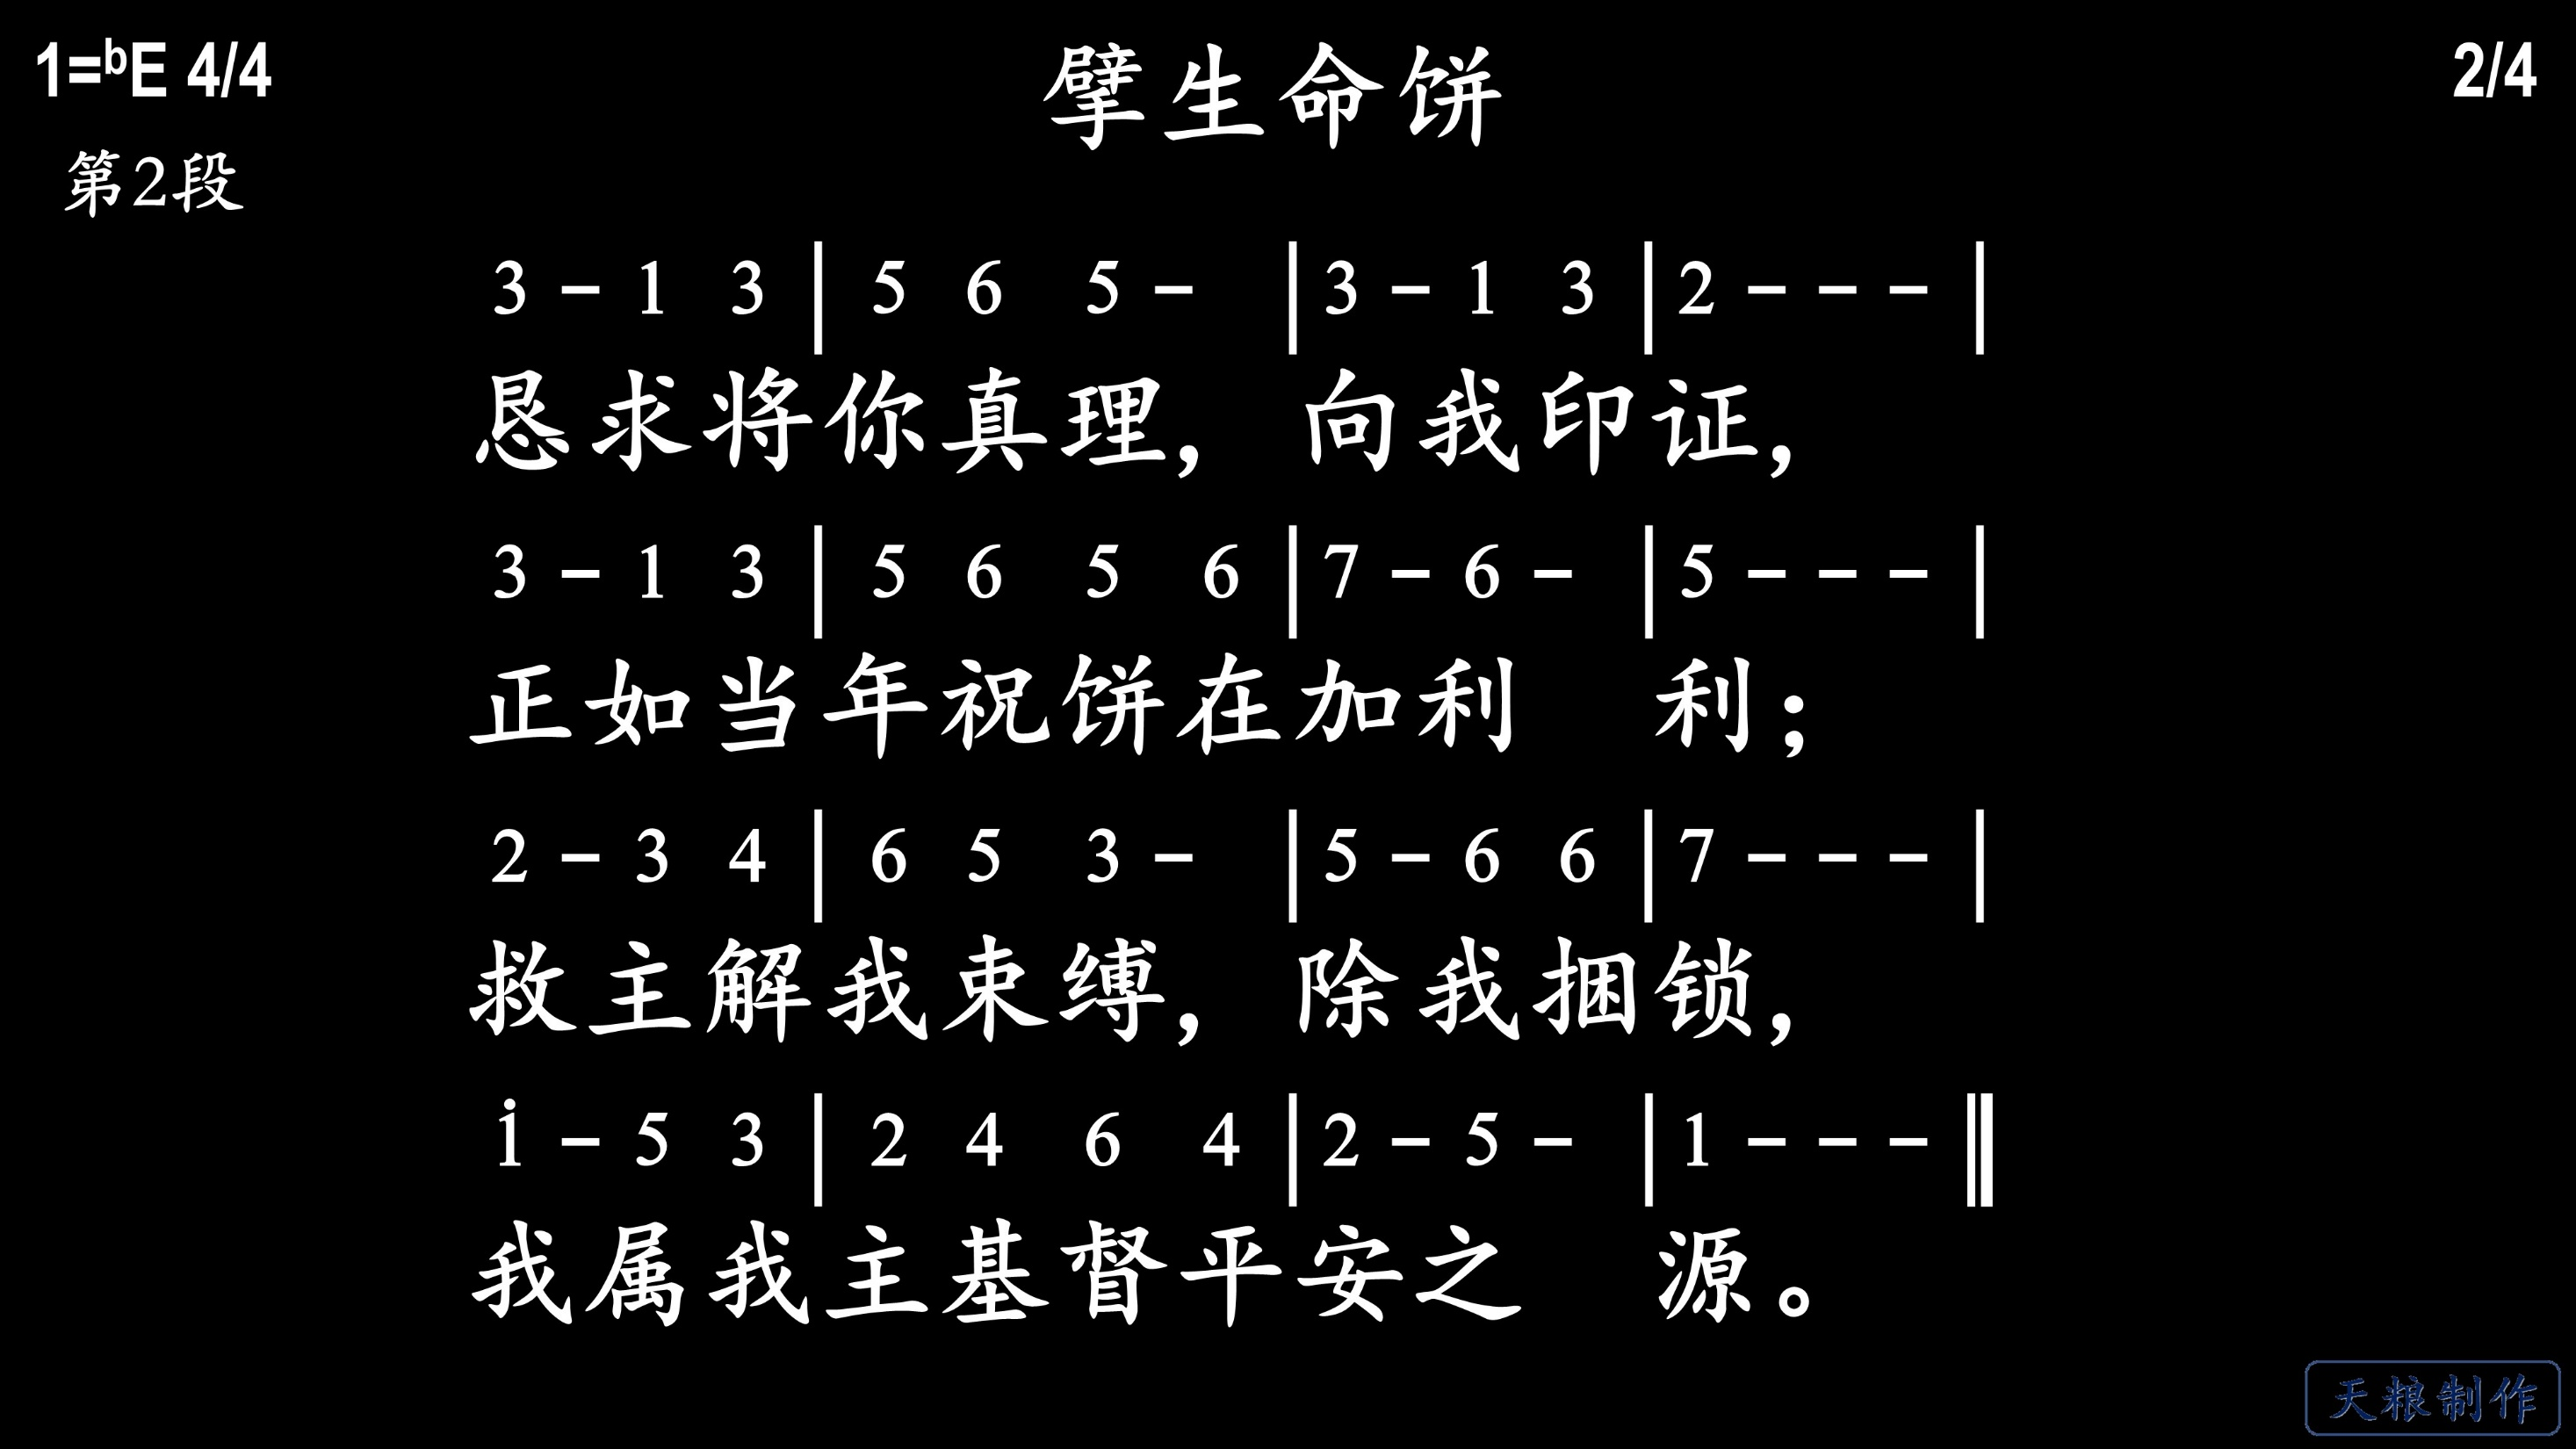 1=ᵇE 4/4
擘生命饼
2/4
第2段
3 – 1 3 | 5 6 5 – | 3 – 1 3 | 2 – – – |
恳求将你真理，向我印证，
3 – 1 3 | 5 6 5 6 | 7 – 6 – | 5 – – – |
正如当年祝饼在加利 利；
2 – 3 4 | 6 5 3 – | 5 – 6 6 | 7 – – – |
救主解我束缚，除我捆锁，
i – 5 3 | 2 4 6 4 | 2 – 5 – | 1 – – – ‖
我属我主基督平安之 源。
天粮制作